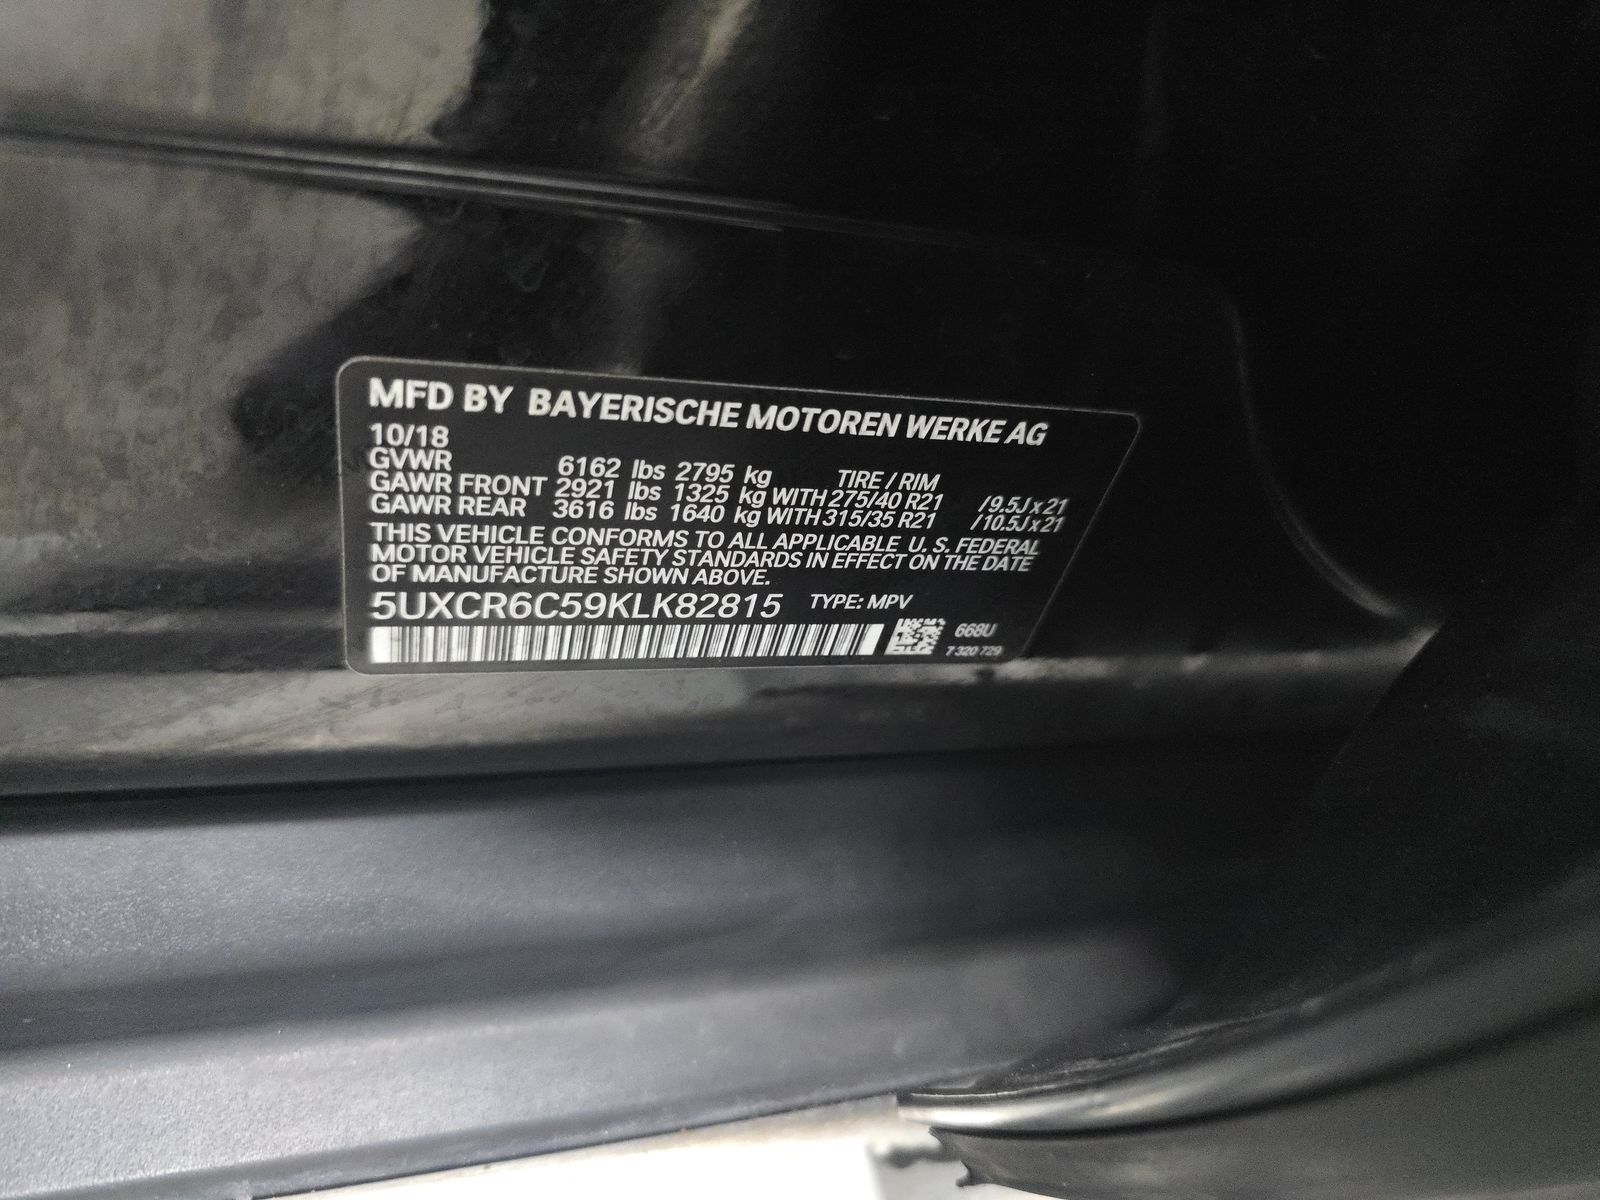 MFD BY BAYERISCHE MOTOREN WERKE AG
10/18
GVWR 6162 lbs 2795 kg TIRE / RIM
GAWR FRONT 2921 lbs 1325 kg WITH 275/40 R21 /9.5J x 21
GAWR REAR 3616 lbs 1640 kg WITH 315/35 R21 /10.5J x 21
THIS VEHICLE CONFORMS TO ALL APPLICABLE U. S. FEDERAL
MOTOR VEHICLE SAFETY STANDARDS IN EFFECT ON THE DATE
OF MANUFACTURE SHOWN ABOVE.
5UXCR6C59KLK82815 TYPE: MPV
668U
7 320 729